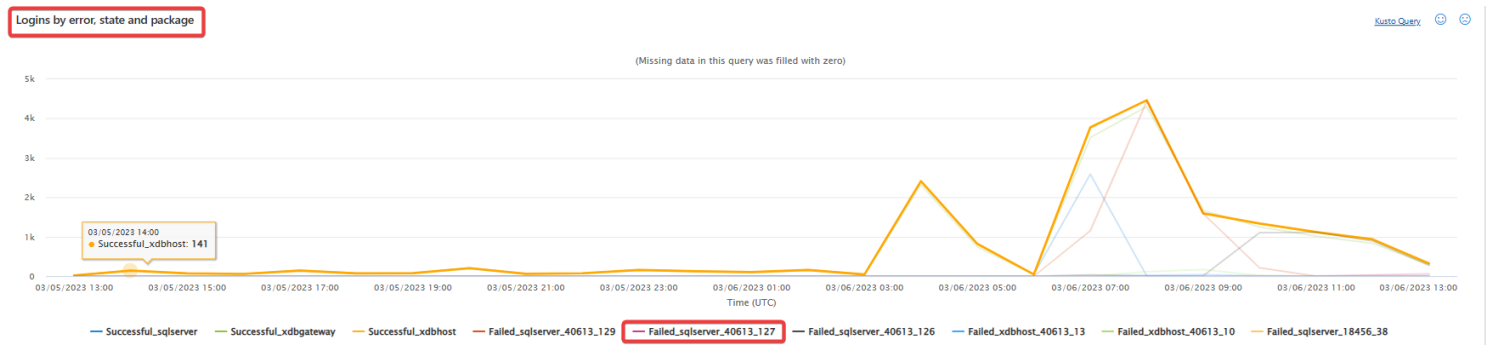 Logins by error, state and package
Kusto Query
(Missing data in this query was filled with zero)
5k
4k
3k
2k
1k
0
03/05/2023 14:00
Successful_xdbhost: 141
03/05/2023 13:00 03/05/2023 15:00 03/05/2023 17:00 03/05/2023 19:00 03/05/2023 21:00 03/05/2023 23:00 03/06/2023 01:00 03/06/2023 03:00 03/06/2023 05:00 03/06/2023 07:00 03/06/2023 09:00 03/06/2023 11:00 03/06/2023 13:00
Time (UTC)
Successful_sqlserver Successful_xdbgateway Successful_xdbhost Failed_sqlserver_40613_129 Failed_sqlserver_40613_127 Failed_sqlserver_40613_126 Failed_xdbhost_40613_13 Failed_xdbhost_40613_10 Failed_sqlserver_18456_38